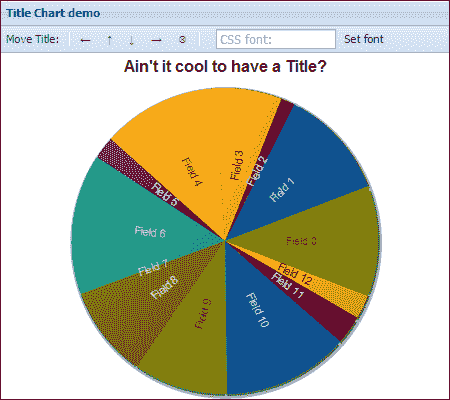 Title Chart demo
Move Title: ← ↑ ↓ → ⊗ CSS font: Set font
Ain't it cool to have a Title?
Field 3
Field 2
Field 4
Field 1
Field 5
Field 6
Field 0
Field 7
Field 12
Field 8
Field 11
Field 9
Field 10